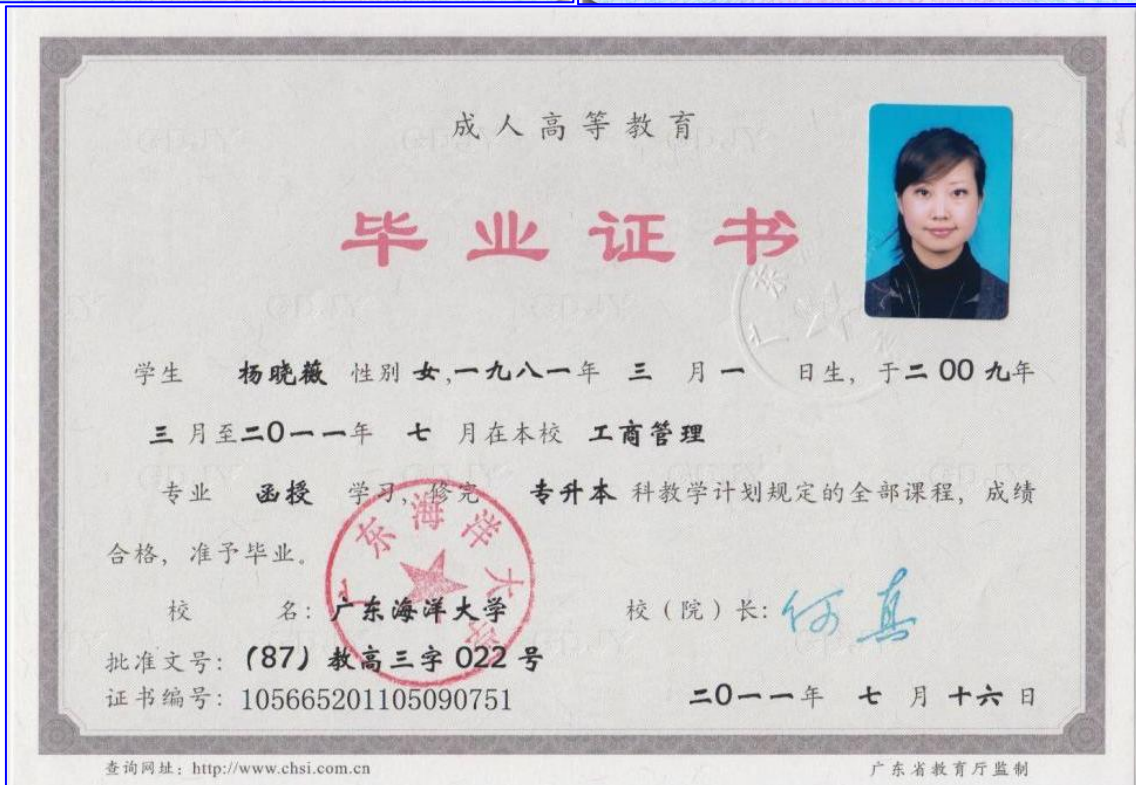 成人高等教育
毕业证书
学生 杨晓薇 性别 女,一九八一年 三 月 一 日生, 于二00九年
三 月至二0一一年 七 月在本校 工商管理
专业 函授 学习, 修完 专升本 科教学计划规定的全部课程, 成绩
合格, 准予毕业。
广东海洋大学
校 名: 广东海洋大学 校(院)长: 何真
批准文号: (87) 教高三字 022 号
证书编号: 105665201105090751 二0一一年 七 月 十六 日
查询网址: http://www.chsi.com.cn 广东省教育厅监制